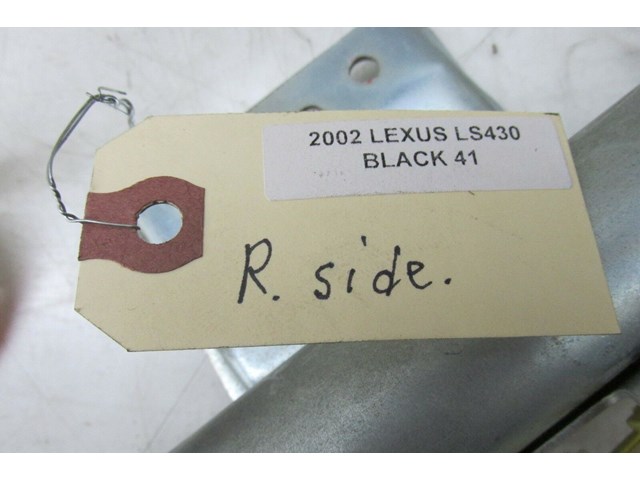 2002 LEXUS LS430
BLACK 41
R. side.